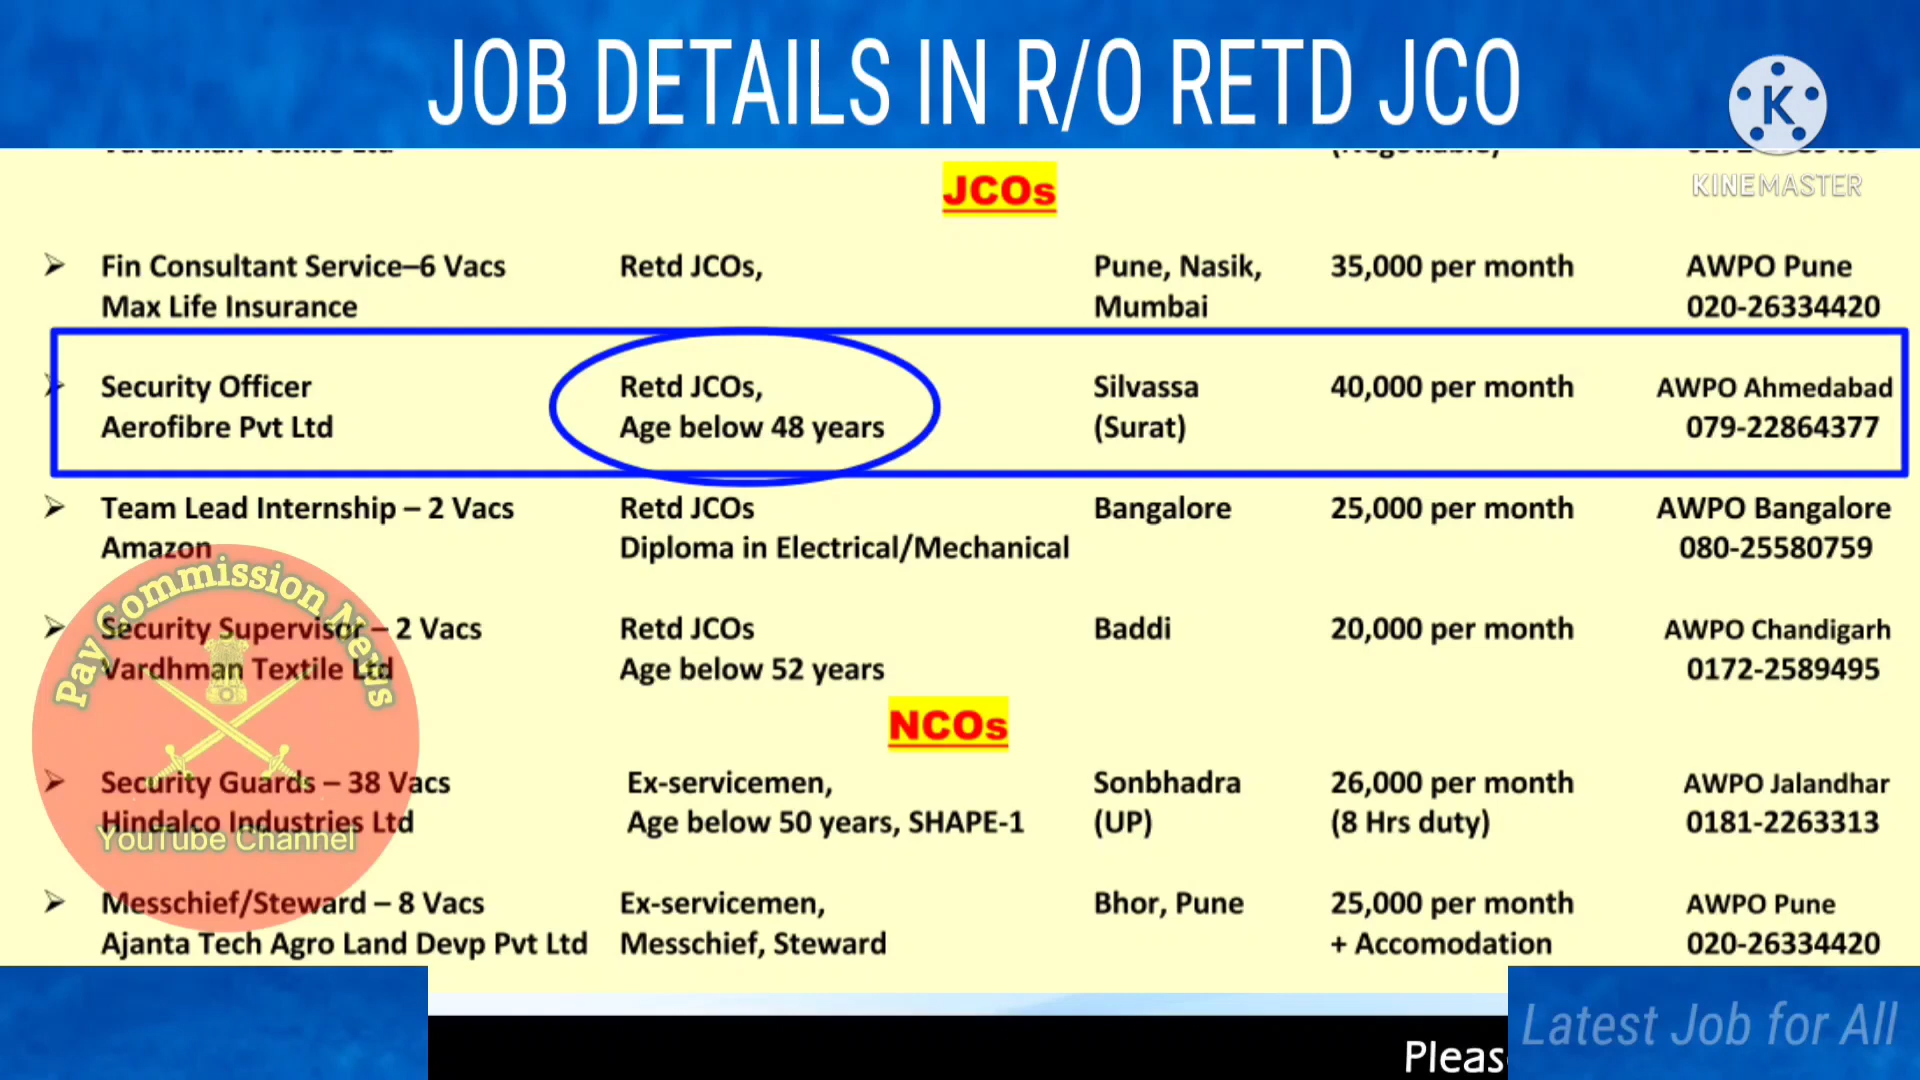 JOB DETAILS IN R/O RETD JCO
K
KINEMASTER
JCOs
Fin Consultant Service–6 Vacs Retd JCOs, Pune, Nasik, 35,000 per month AWPO Pune
Max Life Insurance Mumbai 020-26334420
Security Officer Retd JCOs, Silvassa 40,000 per month AWPO Ahmedabad
Aerofibre Pvt Ltd Age below 48 years (Surat) 079-22864377
Team Lead Internship – 2 Vacs Retd JCOs Bangalore 25,000 per month AWPO Bangalore
Amazon Diploma in Electrical/Mechanical 080-25580759
Security Supervisor – 2 Vacs Retd JCOs Baddi 20,000 per month AWPO Chandigarh
Vardhman Textile Ltd Age below 52 years 0172-2589495
NCOs
Security Guards – 38 Vacs Ex-servicemen, Sonbhadra 26,000 per month AWPO Jalandhar
Hindalco Industries Ltd Age below 50 years, SHAPE-1 (UP) (8 Hrs duty) 0181-2263313
Messchief/Steward – 8 Vacs Ex-servicemen, Bhor, Pune 25,000 per month AWPO Pune
Ajanta Tech Agro Land Devp Pvt Ltd Messchief, Steward + Accomodation 020-26334420
Pay Commission News
YouTube Channel
Pleas
Latest Job for All